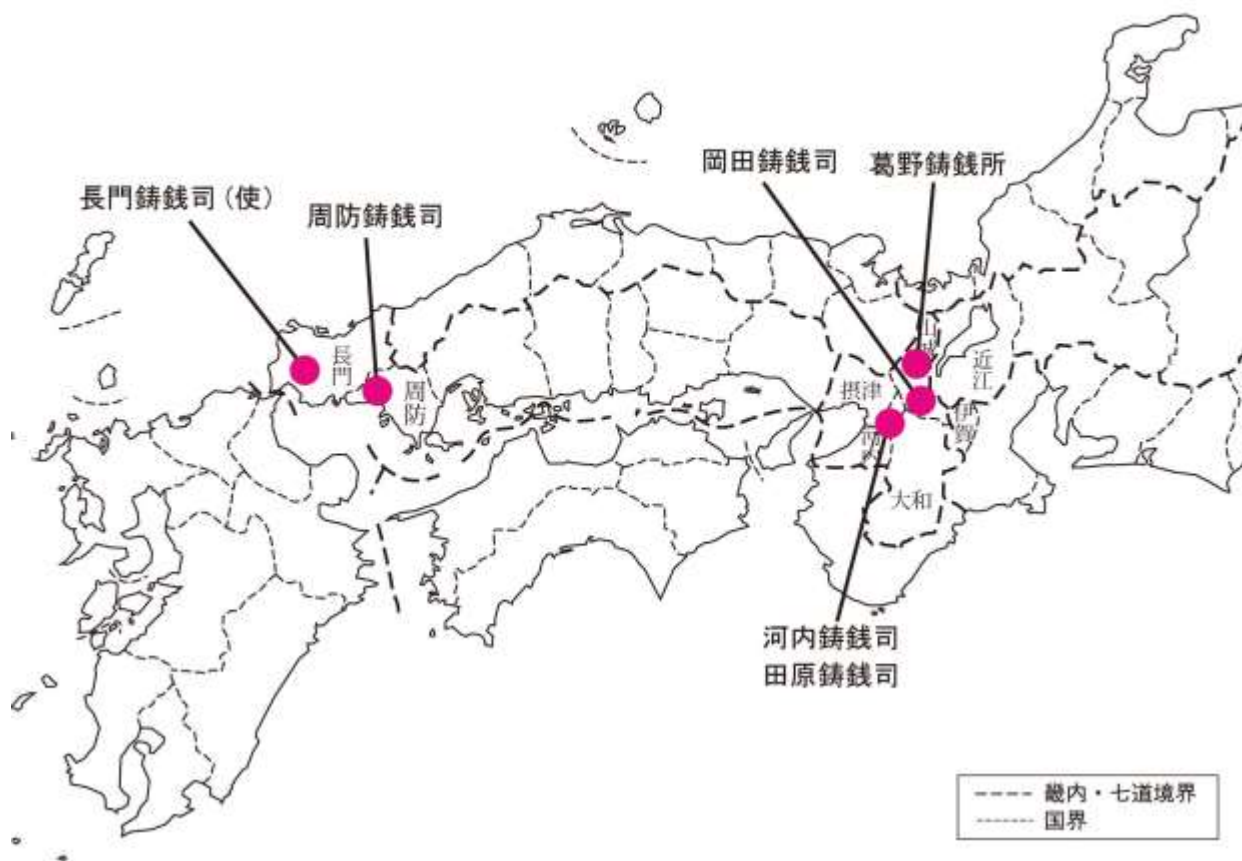 岡田鋳銭司
葛野鋳銭所
長門鋳銭司（使）
周防鋳銭司
長門
周防
山城
近江
摂津
伊賀
大和
河内鋳銭司
田原鋳銭司
畿内・七道境界
国界